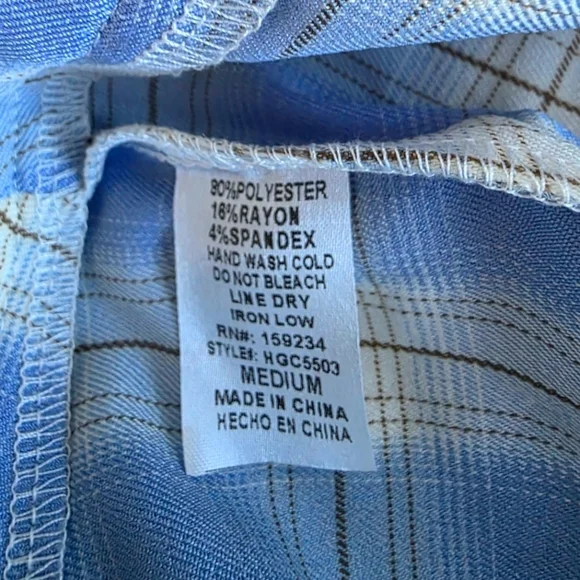 90%POLYESTER
16%RAYON
4%SPANDEX
HAND WASH COLD
DO NOT BLEACH
LINE DRY
IRON LOW
RN#: 159234
STYLE#: HGC5503
MEDIUM
MADE IN CHINA
HECHO EN CHINA